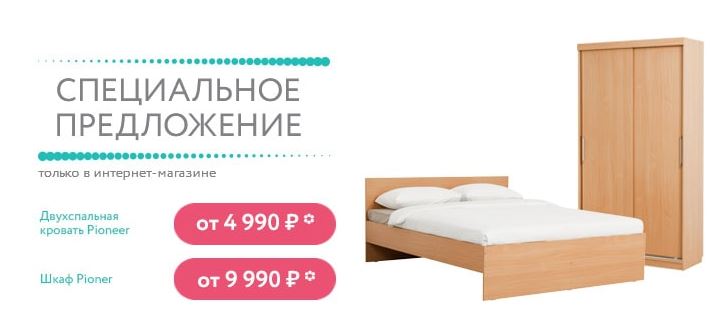 СПЕЦИАЛЬНОЕ
ПРЕДЛОЖЕНИЕ
только в интернет-магазине
Двухспальная
кровать Pioneer
от 4 990 ₽ *
Шкаф Pioner
от 9 990 ₽ *